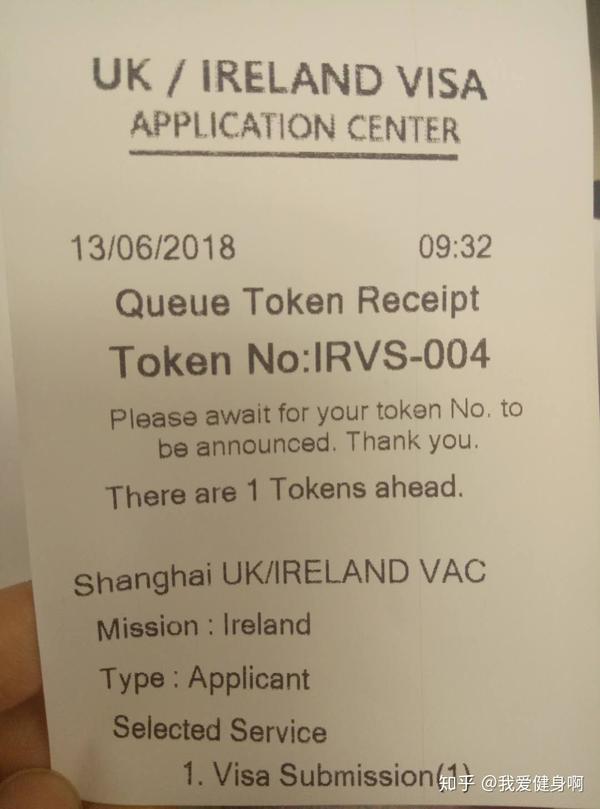 UK / IRELAND VISA
APPLICATION CENTER
13/06/2018 09:32
Queue Token Receipt
Token No:IRVS-004
Please await for your token No. to
be announced. Thank you.
There are 1 Tokens ahead.
Shanghai UK/IRELAND VAC
Mission : Ireland
Type : Applicant
Selected Service
1. Visa Submission(1)
知乎 @我爱健身啊